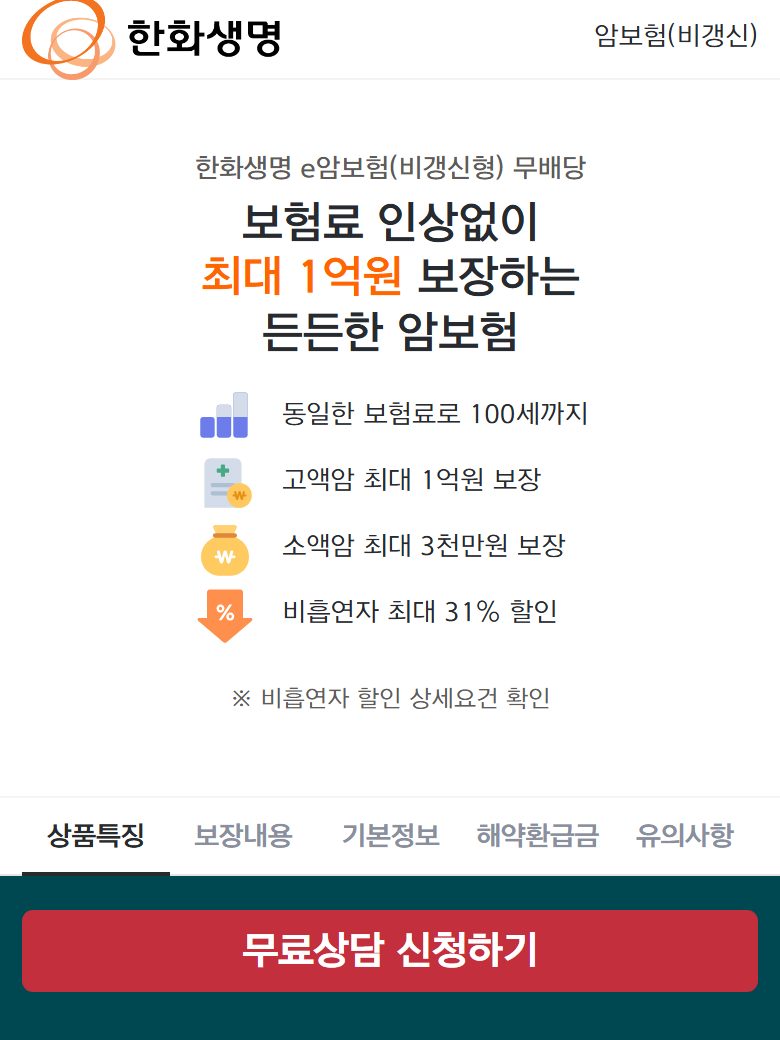 한화생명
암보험(비갱신)
한화생명 e암보험(비갱신형) 무배당
보험료 인상없이
최대 1억원 보장하는
든든한 암보험
동일한 보험료로 100세까지
고액암 최대 1억원 보장
₩
소액암 최대 3천만원 보장
₩
비흡연자 최대 31% 할인
%
※ 비흡연자 할인 상세요건 확인
상품특징 보장내용 기본정보 해약환급금 유의사항
무료상담 신청하기